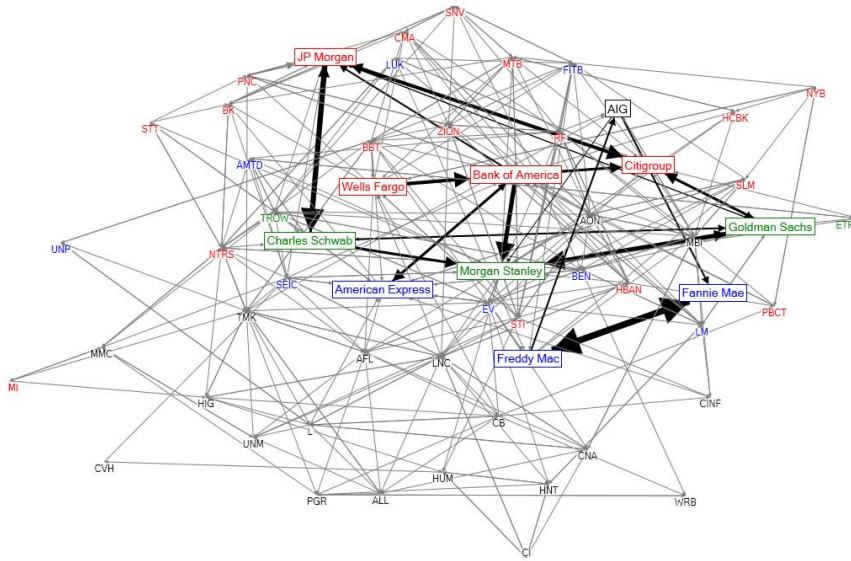 SNV
CMA
JP Morgan
LUK
MTB
FITB
PNC
NYB
BK
AIG
HCBK
STT
ZION
RF
BBT
AMTD
Bank of America
Citigroup
Wells Fargo
SLM
TROW
AON
Goldman Sachs
ETF
Charles Schwab
MBI
UNP
NTRS
Morgan Stanley
BEN
SEIC
American Express
HBAN
Fannie Mae
EV
PBCT
TMK
STI
LM
MMC
AFL
LNC
Freddy Mac
MI
HIG
CINF
L
CB
UNM
CNA
CVH
HUM
HNT
PGR
ALL
WRB
CI